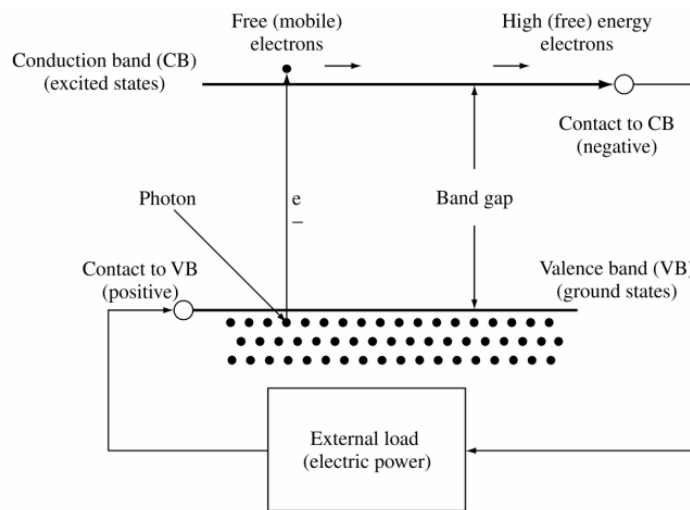 Free (mobile)
electrons
High (free) energy
electrons
Conduction band (CB)
(excited states)
Contact to CB
(negative)
Photon
e
–
Band gap
Contact to VB
(positive)
Valence band (VB)
(ground states)
External load
(electric power)